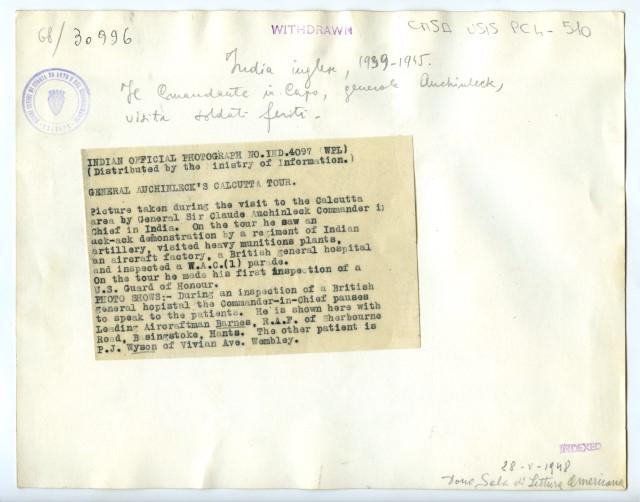 68/30996
WITHDRAWN
CASA USIS PC4-510
India inglese, 1939-1945.
Il Comandante in Capo, generale Auchinleck,
visita soldati feriti.
INDIAN OFFICIAL PHOTOGRAPH NO.IND.4097 (WPL)
(Distributed by the Ministry of Information.)
GENERAL AUCHINLECK'S CALCUTTA TOUR.
Picture taken during the visit to the Calcutta
area by General Sir Claude Auchinleck Commander i
Chief in India. On the tour he saw an
ack-ack demonstration by a regiment of Indian
artillery, visited heavy munitions plants,
an aircraft factory, a British general hospital
and inspected a W.A.C.(1) parade.
On the tour he made his first inspection of a
U.S. Guard of Honour.
PHOTO SHOWS:- During an inspection of a British
general hopistal the Commander-in-Chief pauses
to speak to the patients. He is shown here with
Leading Aircraftman Barnes, R.A.F. of Sherbourne
Road, Basingstoke, Hants. The other patient is
P.J. Wyson of Vivian Ave. Wembley.
INDEXED
28-V-1948
dono Sala di Lettura Americana